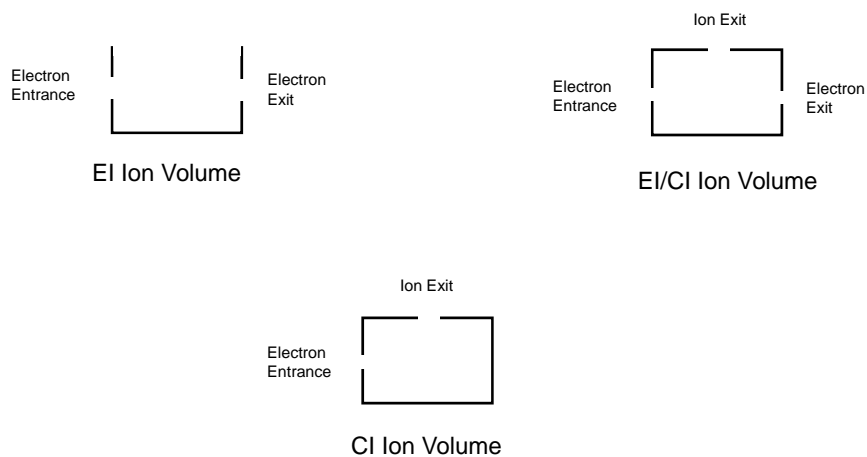 Electron
Entrance
Electron
Exit
EI Ion Volume
Ion Exit
Electron
Entrance
Electron
Exit
EI/CI Ion Volume
Ion Exit
Electron
Entrance
CI Ion Volume